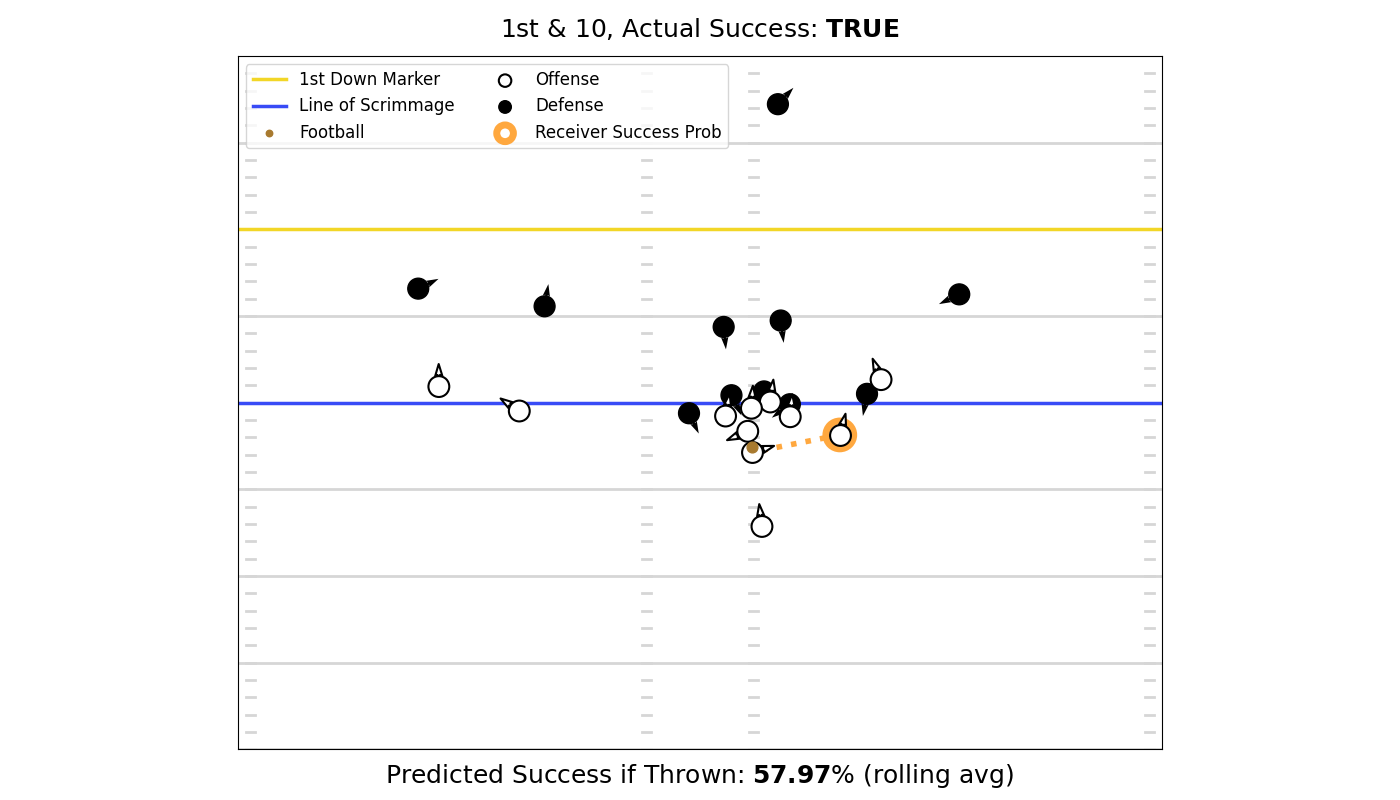 1st & 10, Actual Success: TRUE
1st Down Marker
Line of Scrimmage
Football
Offense
Defense
Receiver Success Prob
Predicted Success if Thrown: 57.97% (rolling avg)